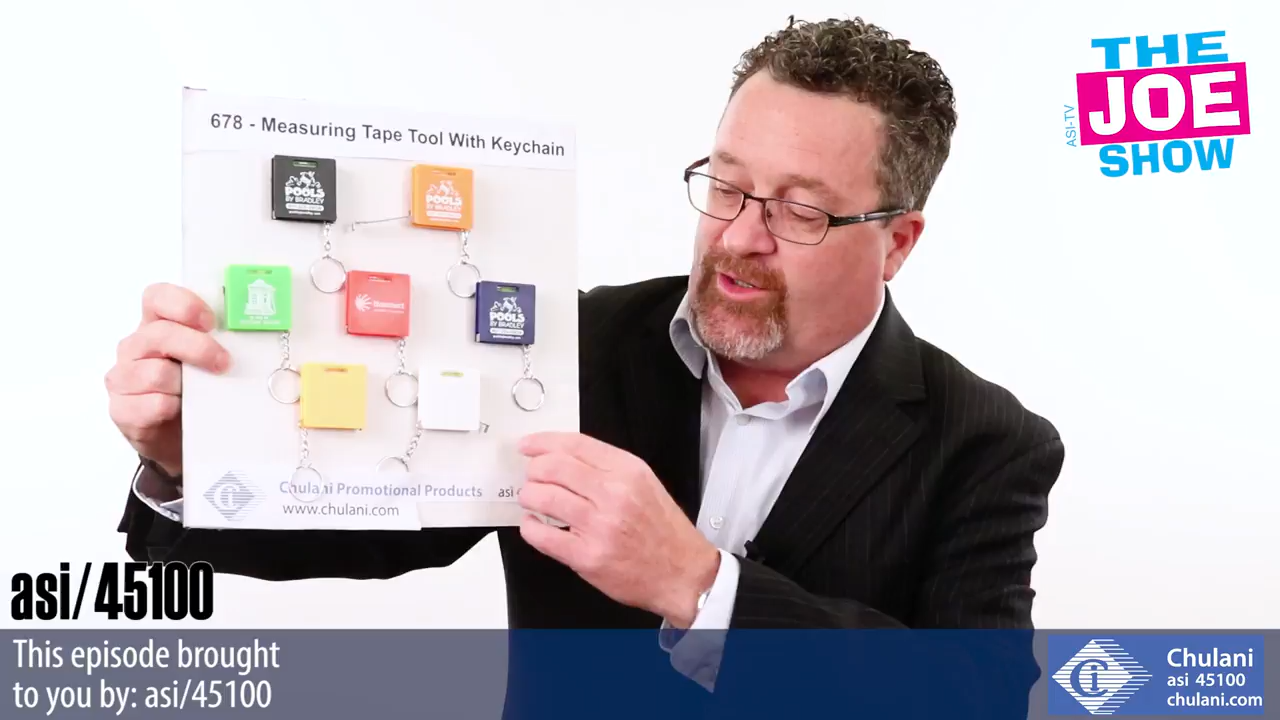 THE
JOE
SHOW
ASI-TV
678 - Measuring Tape Tool With Keychain
POOLS
BY BRADLEY
POOLS
BY BRADLEY
POOLS
BY BRADLEY
Chulani Promotional Products asi
www.chulani.com
asi/45100
This episode brought
to you by: asi/45100
Chulani
asi 45100
chulani.com